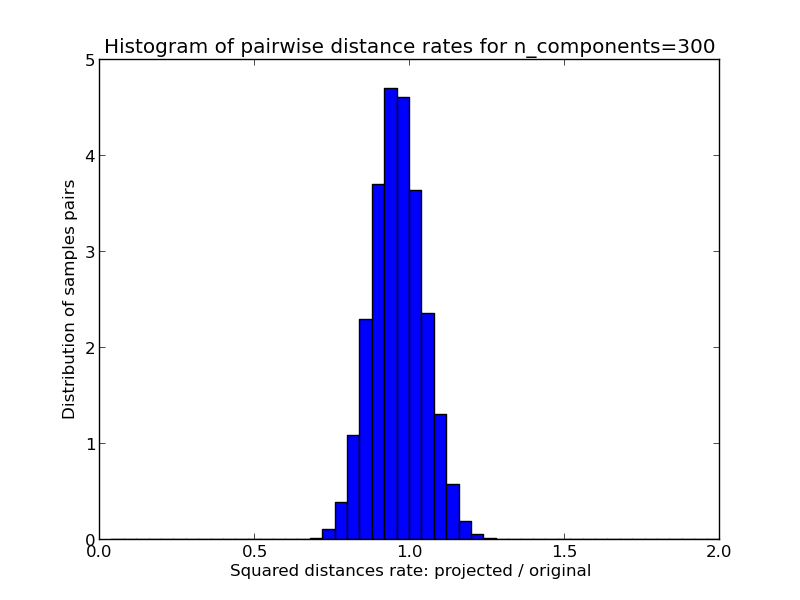 Histogram of pairwise distance rates for n_components=300
5
4
3
2
1
0
0.0 0.5 1.0 1.5 2.0
Distribution of samples pairs
Squared distances rate: projected / original